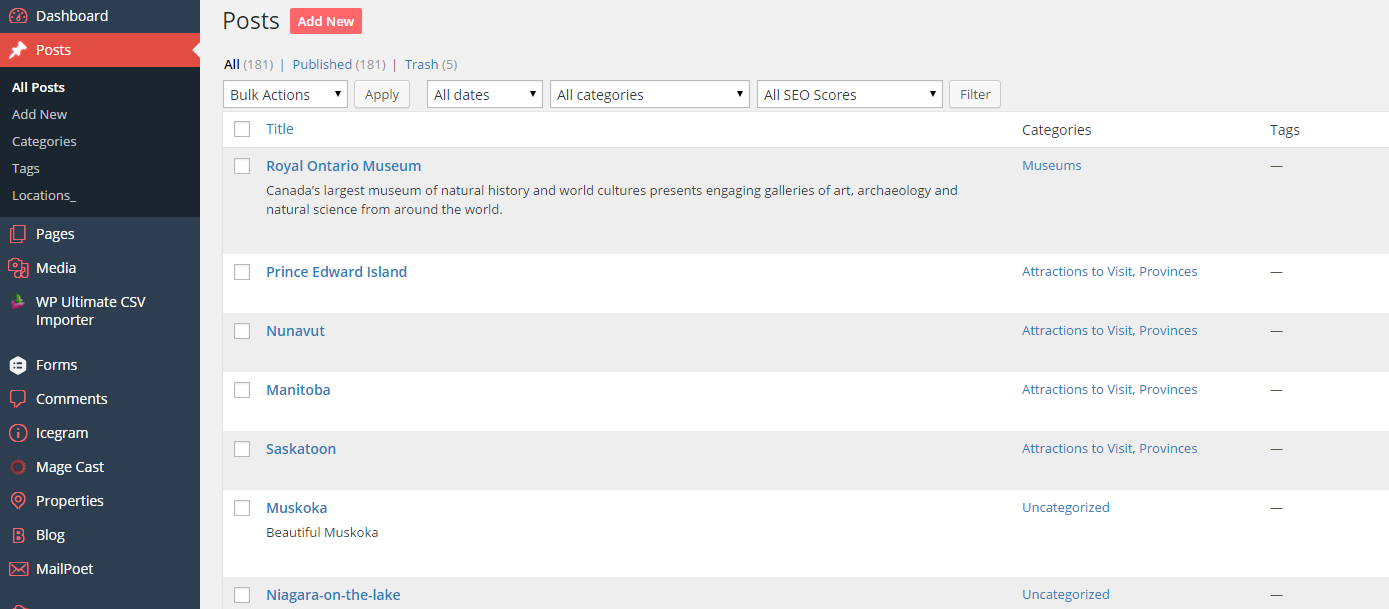 Dashboard
Posts
All Posts
Add New
Categories
Tags
Locations_
Pages
Media
WP Ultimate CSV
Importer
Forms
Comments
Icegram
Mage Cast
Properties
Blog
MailPoet
Posts Add New
All (181) | Published (181) | Trash (5)
Bulk Actions Apply All dates All categories All SEO Scores Filter
Title Categories Tags
Royal Ontario Museum Museums —
Canada’s largest museum of natural history and world cultures presents engaging galleries of art, archaeology and
natural science from around the world.
Prince Edward Island Attractions to Visit, Provinces —
Nunavut Attractions to Visit, Provinces —
Manitoba Attractions to Visit, Provinces —
Saskatoon Attractions to Visit, Provinces —
Muskoka Uncategorized —
Beautiful Muskoka
Niagara-on-the-lake Uncategorized —